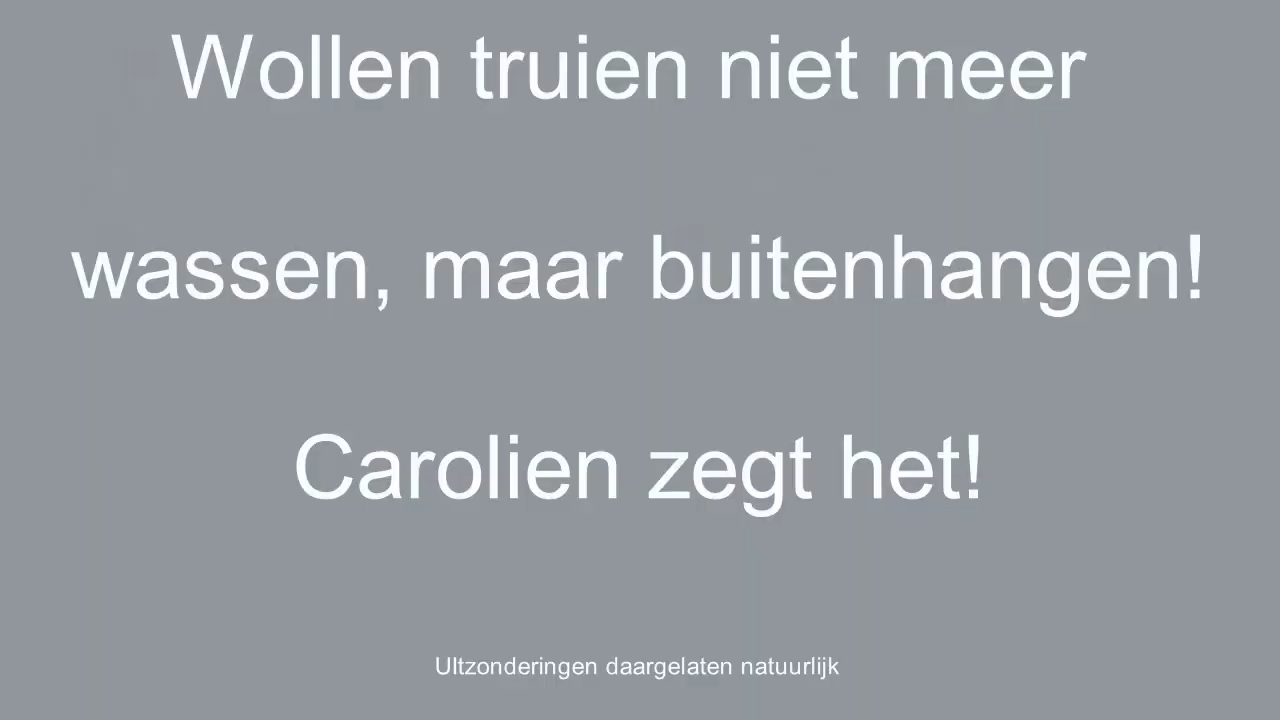 Wollen truien niet meer
wassen, maar buitenhangen!
Carolien zegt het!
UItzonderingen daargelaten natuurlijk